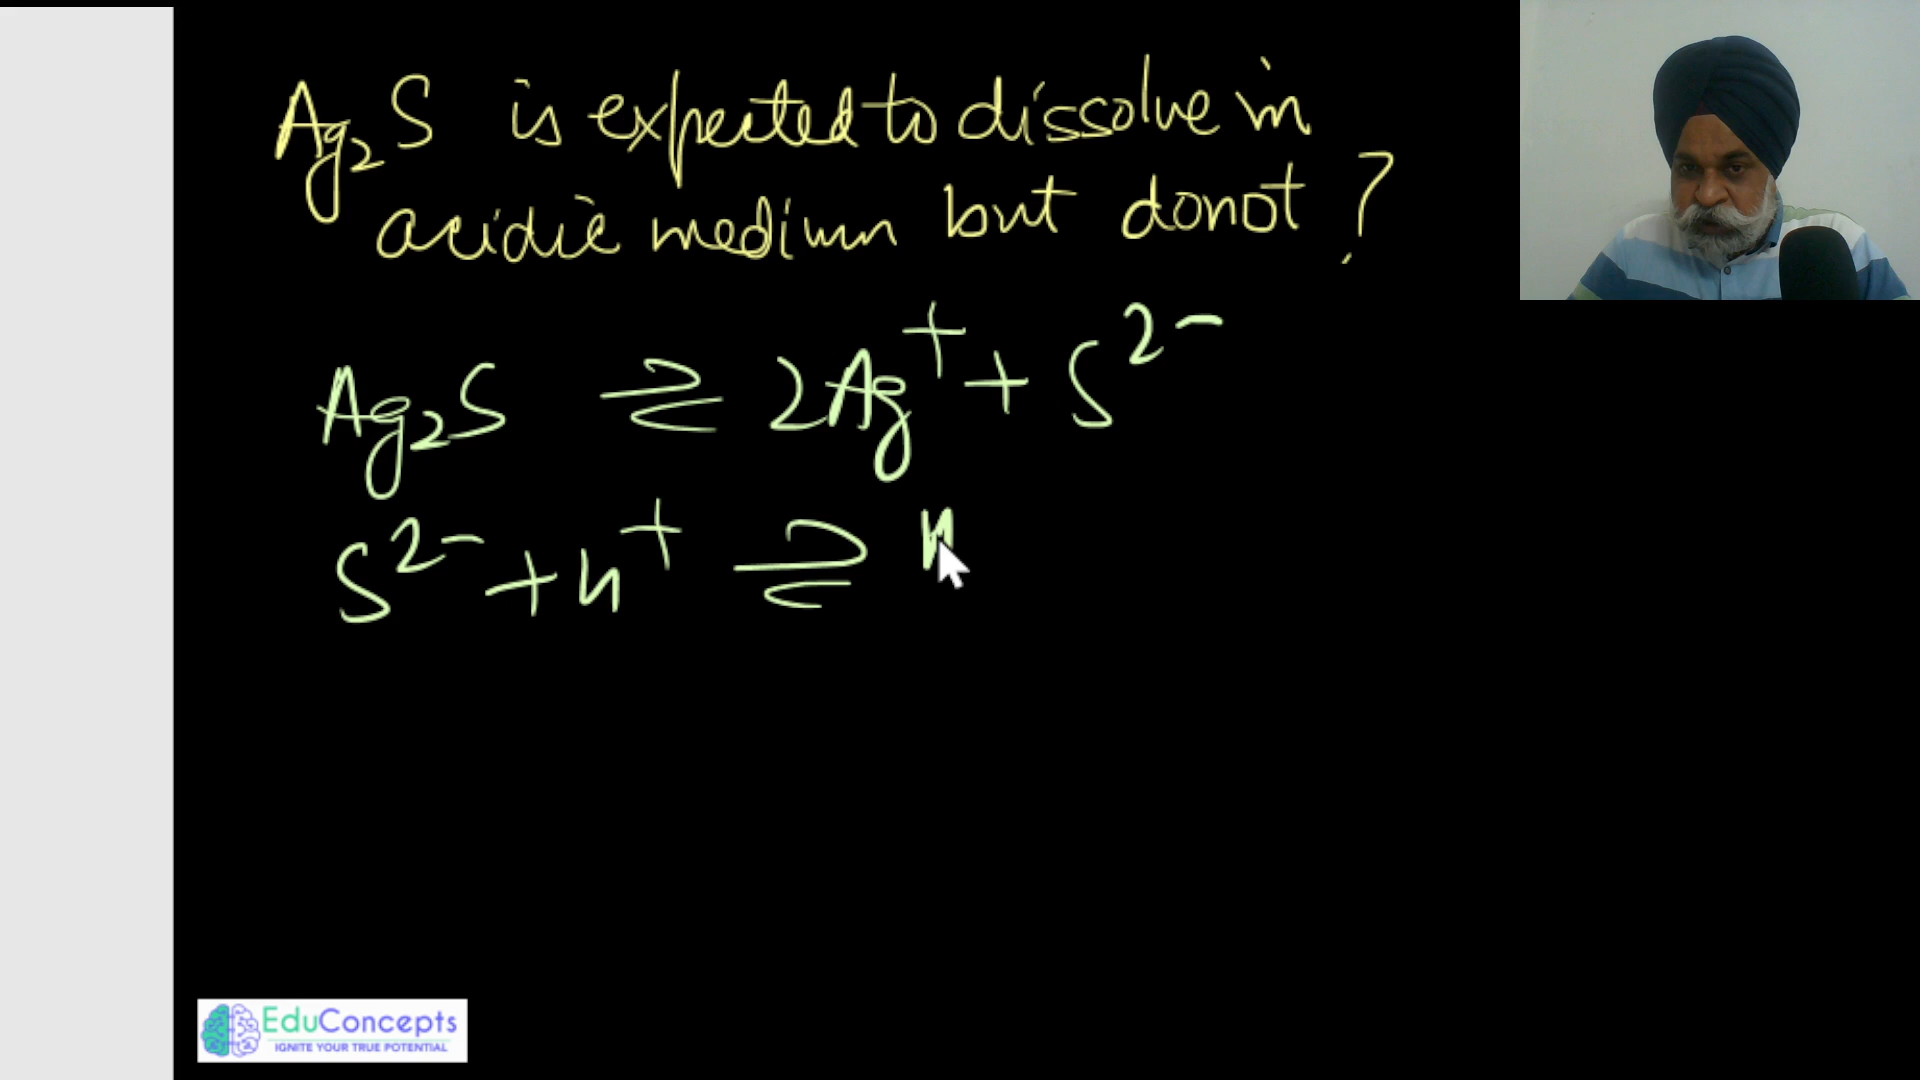 Ag₂S is expected to dissolve in
acidic medium but donot ?
Ag₂S ⇌ 2Ag⁺ + S²⁻
S²⁻ + H⁺ ⇌ H
EduConcepts
IGNITE YOUR TRUE POTENTIAL